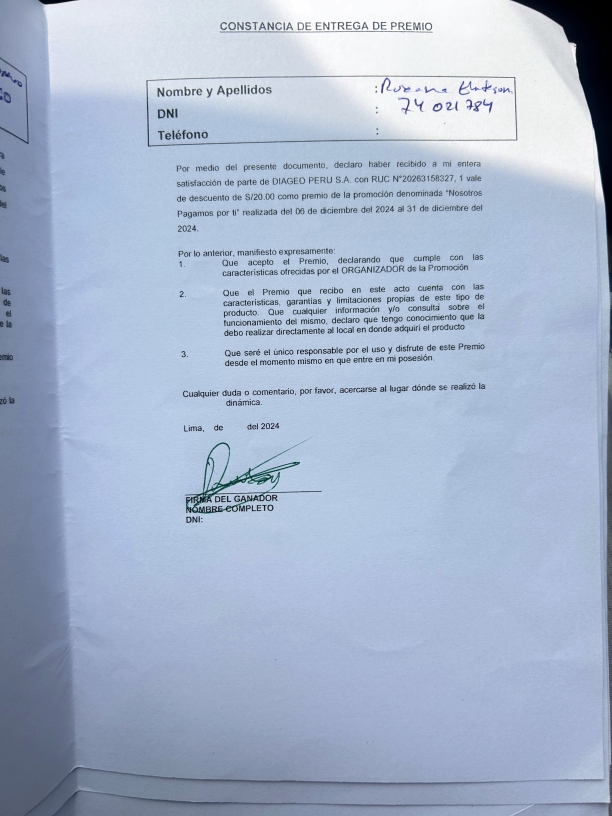 CONSTANCIA DE ENTREGA DE PREMIO
Nombre y Apellidos : Roxana
DNI : 74021784
Teléfono :
Por medio del presente documento, declaro haber recibido a mi entera
satisfacción de parte de DIAGEO PERU S.A. con RUC N°20263158327, 1 vale
de descuento de S/20.00 como premio de la promoción denominada "Nosotros
Pagamos por ti" realizada del 06 de diciembre del 2024 al 31 de diciembre del
2024.
Por lo anterior, manifiesto expresamente:
1. Que acepto el Premio, declarando que cumple con las
características ofrecidas por el ORGANIZADOR de la Promoción
2. Que el Premio que recibo en este acto cuenta con las
características, garantías y limitaciones propias de este tipo de
producto. Que cualquier información y/o consulta sobre el
funcionamiento del mismo, declaro que tengo conocimiento que la
debo realizar directamente al local en donde adquirí el producto
3. Que seré el único responsable por el uso y disfrute de este Premio
desde el momento mismo en que entre en mi posesión.
Cualquier duda o comentario, por favor, acercarse al lugar dónde se realizó la
dinámica.
Lima, de del 2024
FIRMA DEL GANADOR
NOMBRE COMPLETO
DNI: